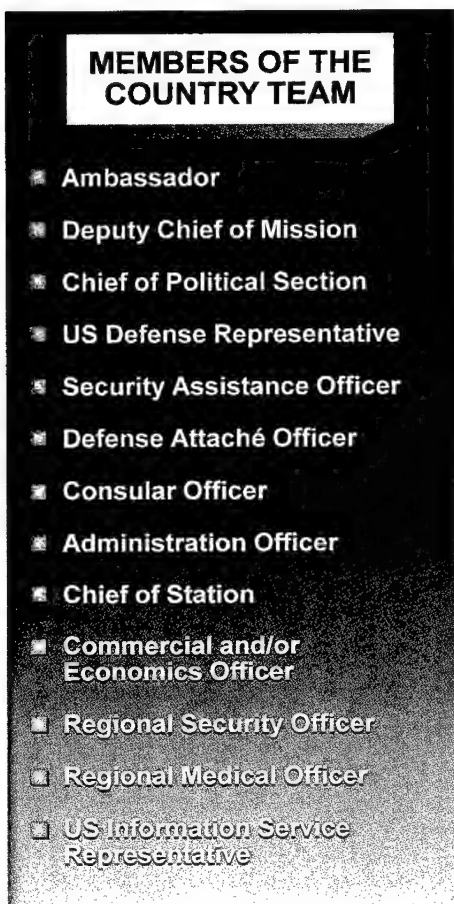 MEMBERS OF THE
COUNTRY TEAM
Ambassador
Deputy Chief of Mission
Chief of Political Section
US Defense Representative
Security Assistance Officer
Defense Attaché Officer
Consular Officer
Administration Officer
Chief of Station
Commercial and/or
Economics Officer
Regional Security Officer
Regional Medical Officer
US Information Service
Representative